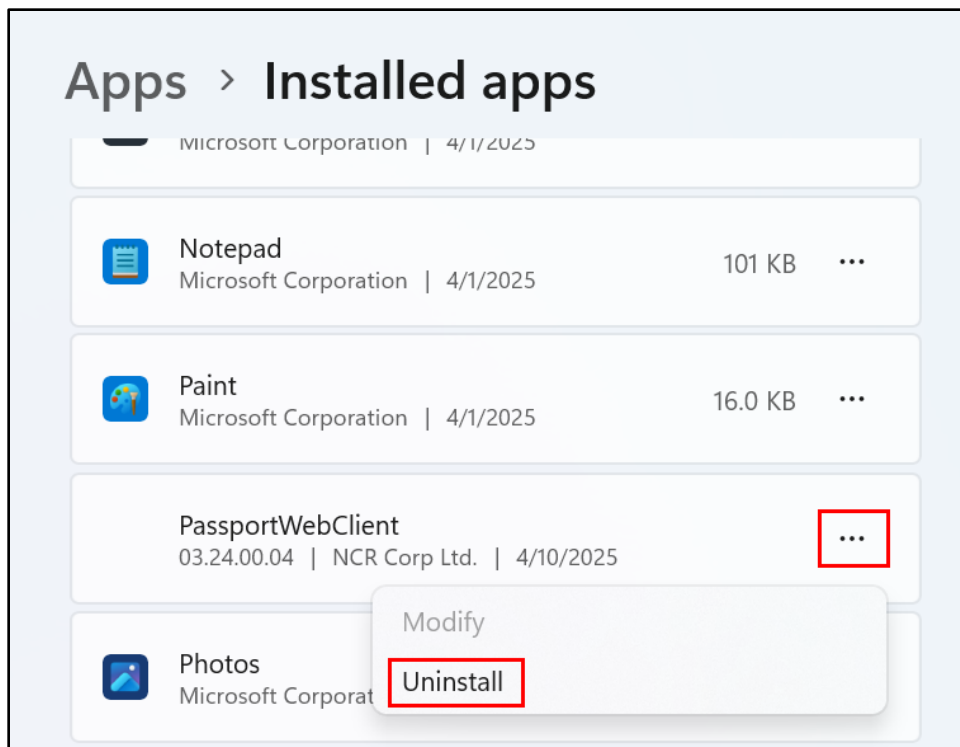 Apps > Installed apps
Microsoft Corporation | 4/1/2025
Notepad
Microsoft Corporation | 4/1/2025
101 KB
Paint
Microsoft Corporation | 4/1/2025
16.0 KB
PassportWebClient
03.24.00.04 | NCR Corp Ltd. | 4/10/2025
Modify
Uninstall
Photos
Microsoft Corporat